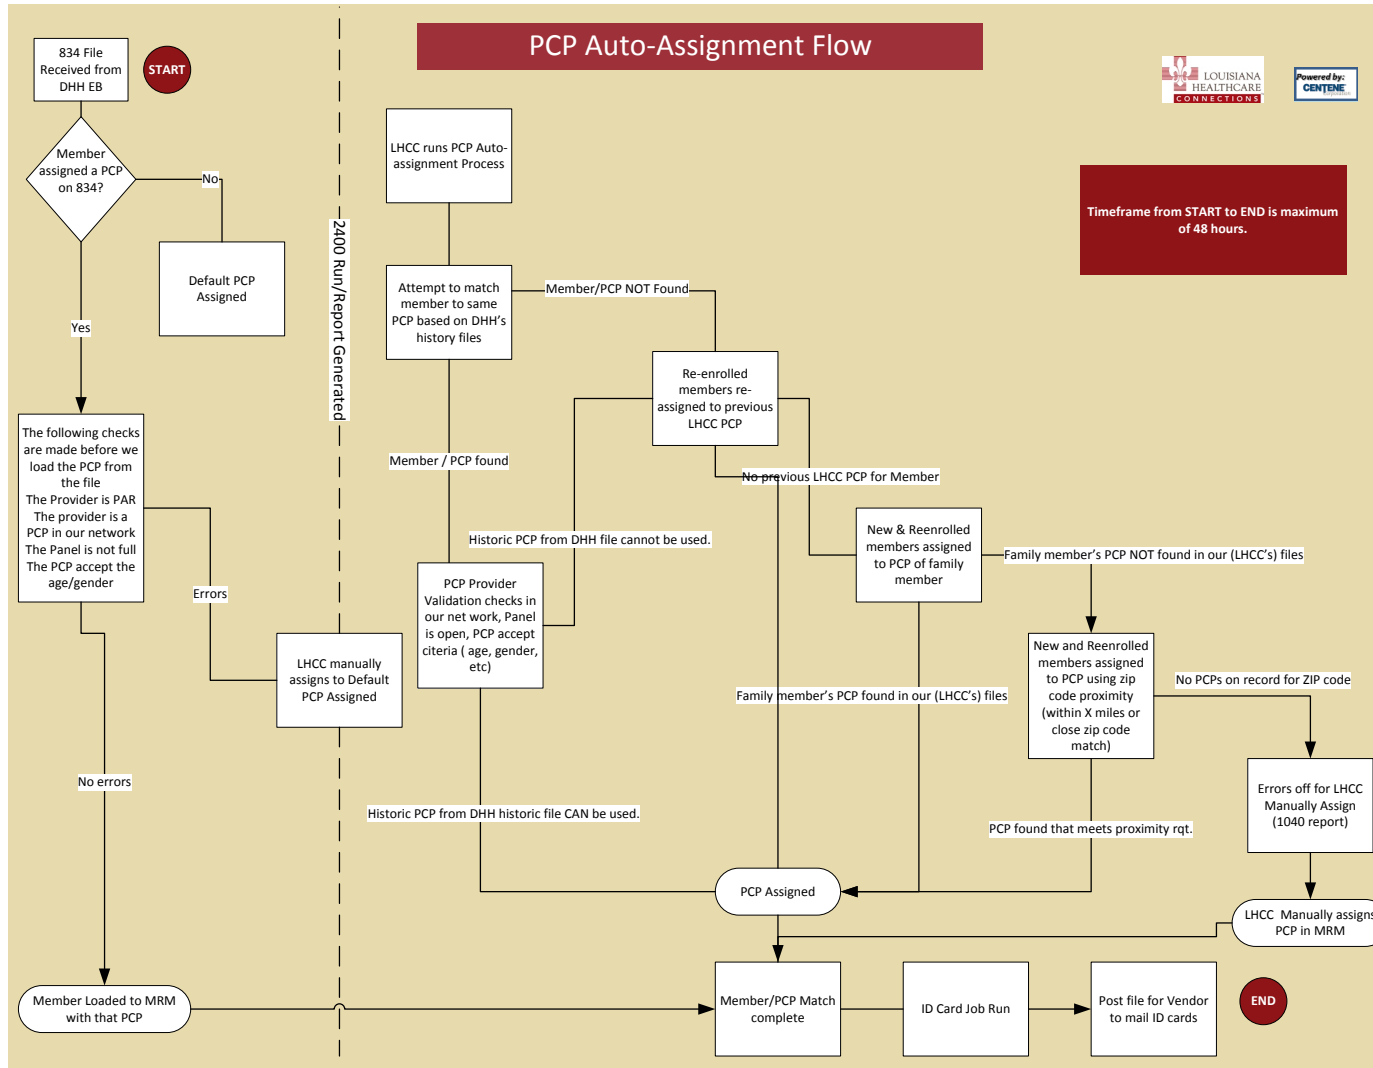 PCP Auto-Assignment Flow
834 File
Received from
DHH EB
START
LOUISIANA
HEALTHCARE
CONNECTIONS
Powered by:
CENTENE
Member
assigned a PCP
on 834?
No
Default PCP
Assigned
Yes
The following checks
are made before we
load the PCP from
the file
The Provider is PAR
The provider is a
PCP in our network
The Panel is not full
The PCP accept the
age/gender
Errors
LHCC manually
assigns to Default
PCP Assigned
No errors
Member Loaded to MRM
with that PCP
2400 Run/Report Generated
LHCC runs PCP Auto-
assignment Process
Timeframe from START to END is maximum
of 48 hours.
Attempt to match
member to same
PCP based on DHH's
history files
Member/PCP NOT Found
Member / PCP found
Re-enrolled
members re-
assigned to previous
LHCC PCP
No previous LHCC PCP for Member
Historic PCP from DHH file cannot be used.
PCP Provider
Validation checks in
our net work, Panel
is open, PCP accept
citeria ( age, gender,
etc)
New & Reenrolled
members assigned
to PCP of family
member
Family member's PCP NOT found in our (LHCC's) files
New and Reenrolled
members assigned
to PCP using zip
code proximity
(within X miles or
close zip code
match)
No PCPs on record for ZIP code
Family member's PCP found in our (LHCC's) files
Historic PCP from DHH historic file CAN be used.
PCP found that meets proximity rqt.
Errors off for LHCC
Manually Assign
(1040 report)
PCP Assigned
LHCC Manually assigns
PCP in MRM
Member/PCP Match
complete
ID Card Job Run
Post file for Vendor
to mail ID cards
END